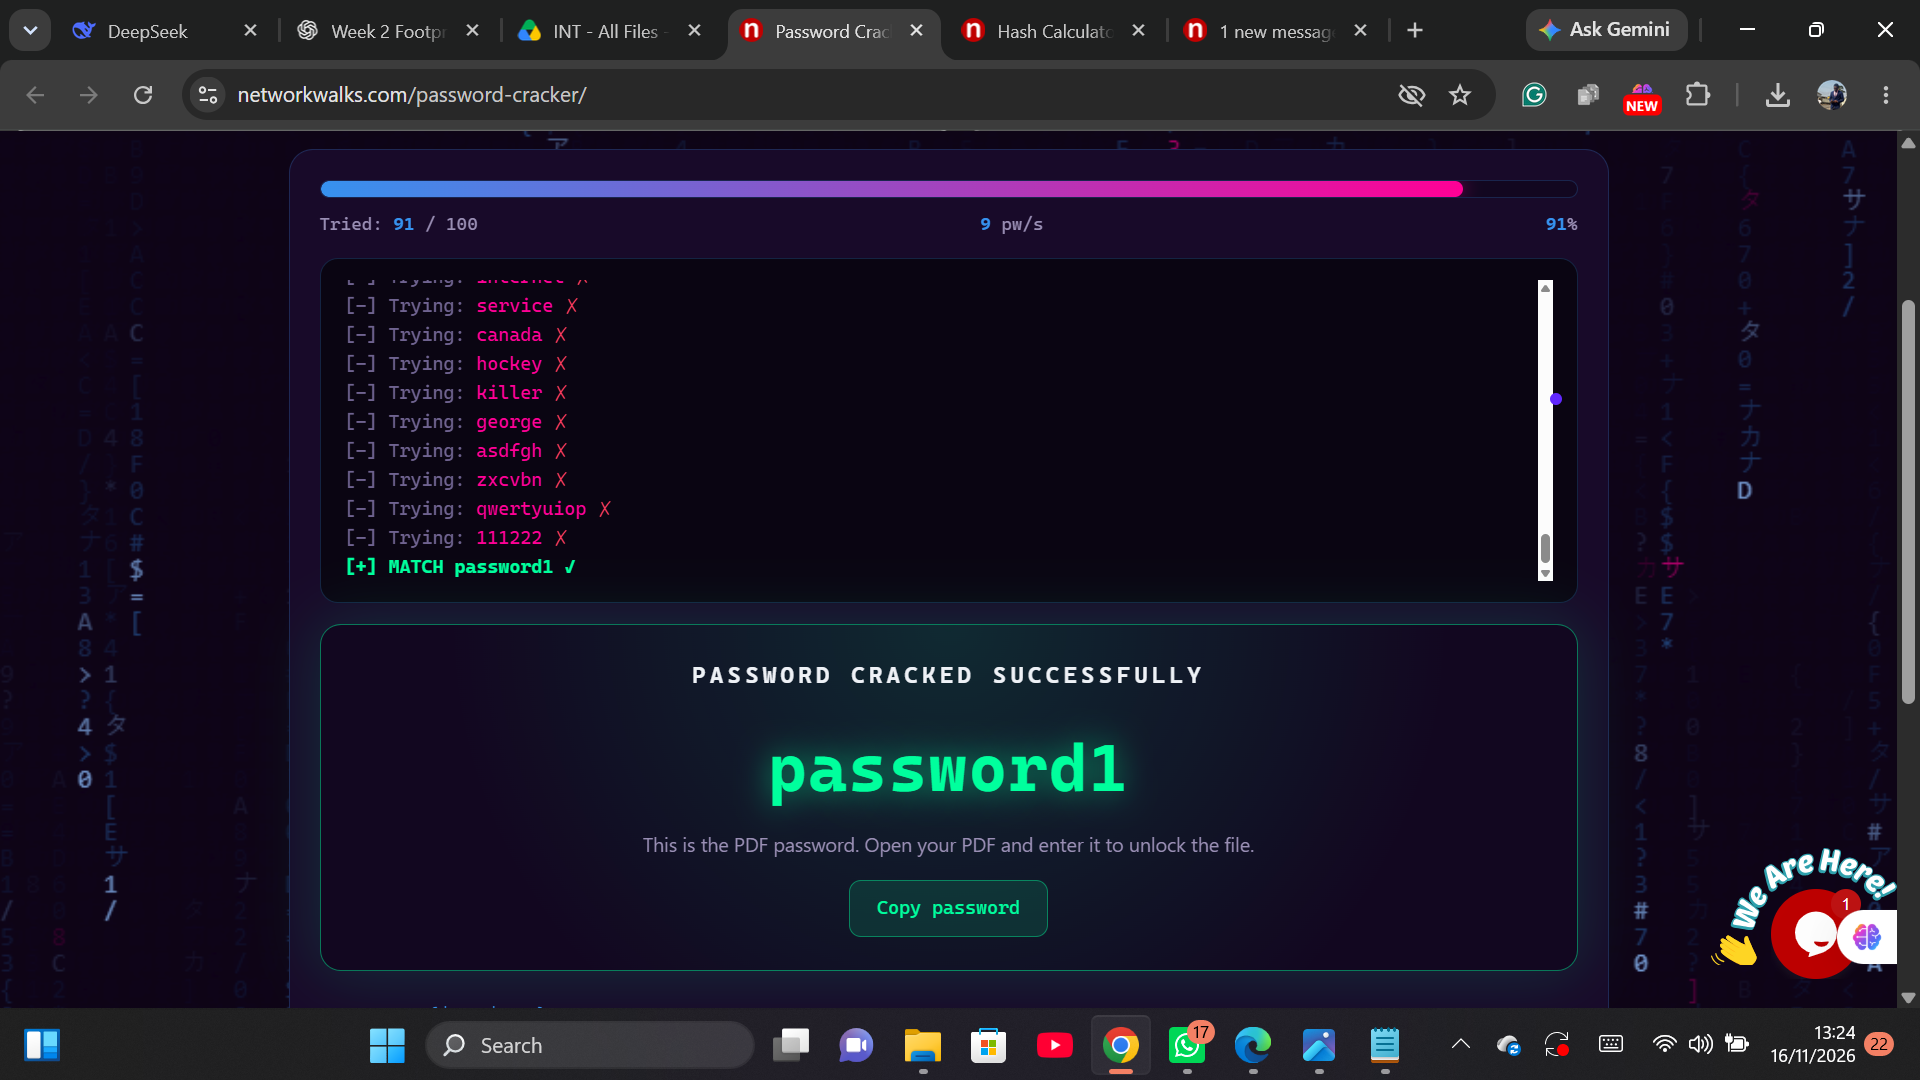 DeepSeek
Week 2 Footpr
INT - All Files -
Password Crac
Hash Calculato
1 new messag
Ask Gemini
networkwalks.com/password-cracker/
NEW
Tried: 91 / 100
9 pw/s
91%
[-] Trying: internet ✗
[-] Trying: service ✗
[-] Trying: canada ✗
[-] Trying: hockey ✗
[-] Trying: killer ✗
[-] Trying: george ✗
[-] Trying: asdfgh ✗
[-] Trying: zxcvbn ✗
[-] Trying: qwertyuiop ✗
[-] Trying: 111222 ✗
[+] MATCH password1 ✓
PASSWORD CRACKED SUCCESSFULLY
password1
This is the PDF password. Open your PDF and enter it to unlock the file.
Copy password
We Are Here!
1
Search
17
13:24
16/11/2026
22